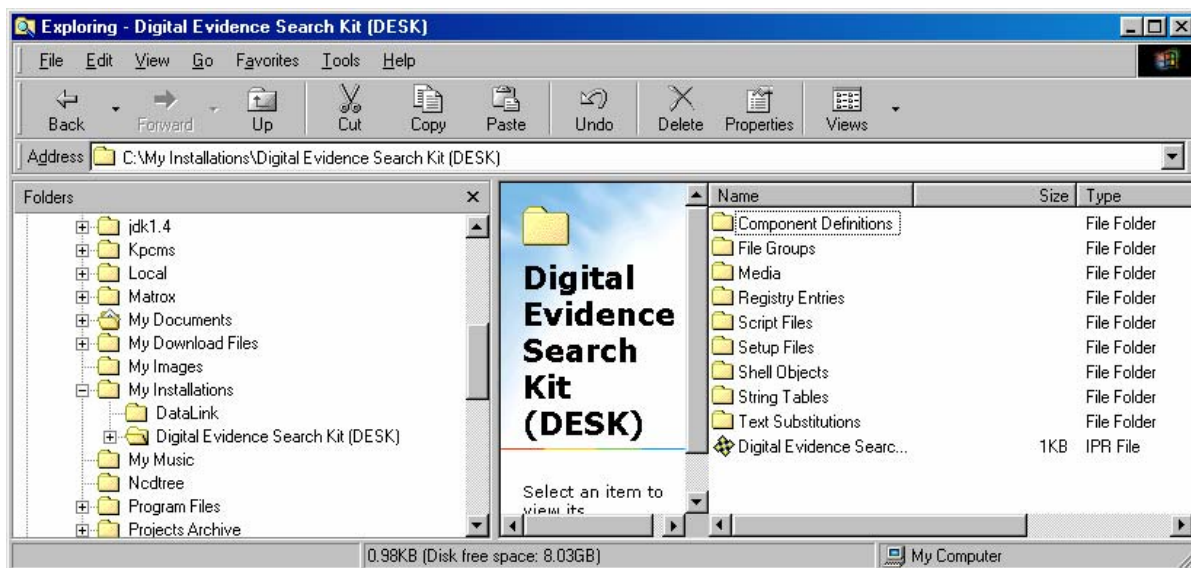 Exploring - Digital Evidence Search Kit (DESK)
File Edit View Go Favorites Tools Help
Back Forward Up Cut Copy Paste Undo Delete Properties Views
Address C:\My Installations\Digital Evidence Search Kit (DESK)
Folders
jdk1.4
Kpcms
Local
Matrox
My Documents
My Download Files
My Images
My Installations
DataLink
Digital Evidence Search Kit (DESK)
My Music
Ncdtree
Program Files
Projects Archive
Digital
Evidence
Search
Kit
(DESK)
Select an item to
view its
Name Size Type
Component Definitions File Folder
File Groups File Folder
Media File Folder
Registry Entries File Folder
Script Files File Folder
Setup Files File Folder
Shell Objects File Folder
String Tables File Folder
Text Substitutions File Folder
Digital Evidence Searc... 1KB IPR File
0.98KB (Disk free space: 8.03GB) My Computer